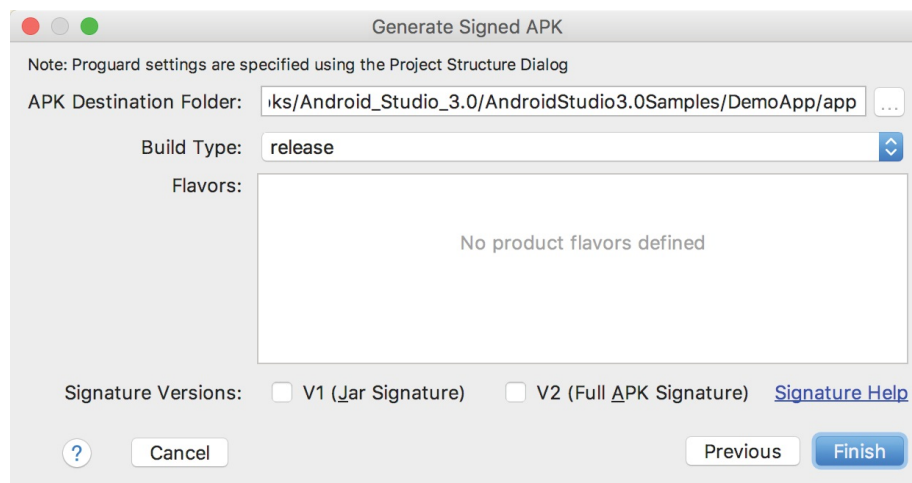 Generate Signed APK
Note: Proguard settings are specified using the Project Structure Dialog
APK Destination Folder: ks/Android_Studio_3.0/AndroidStudio3.0Samples/DemoApp/app ...
Build Type: release
Flavors:
No product flavors defined
Signature Versions: V1 (Jar Signature) V2 (Full APK Signature) Signature Help
? Cancel Previous Finish